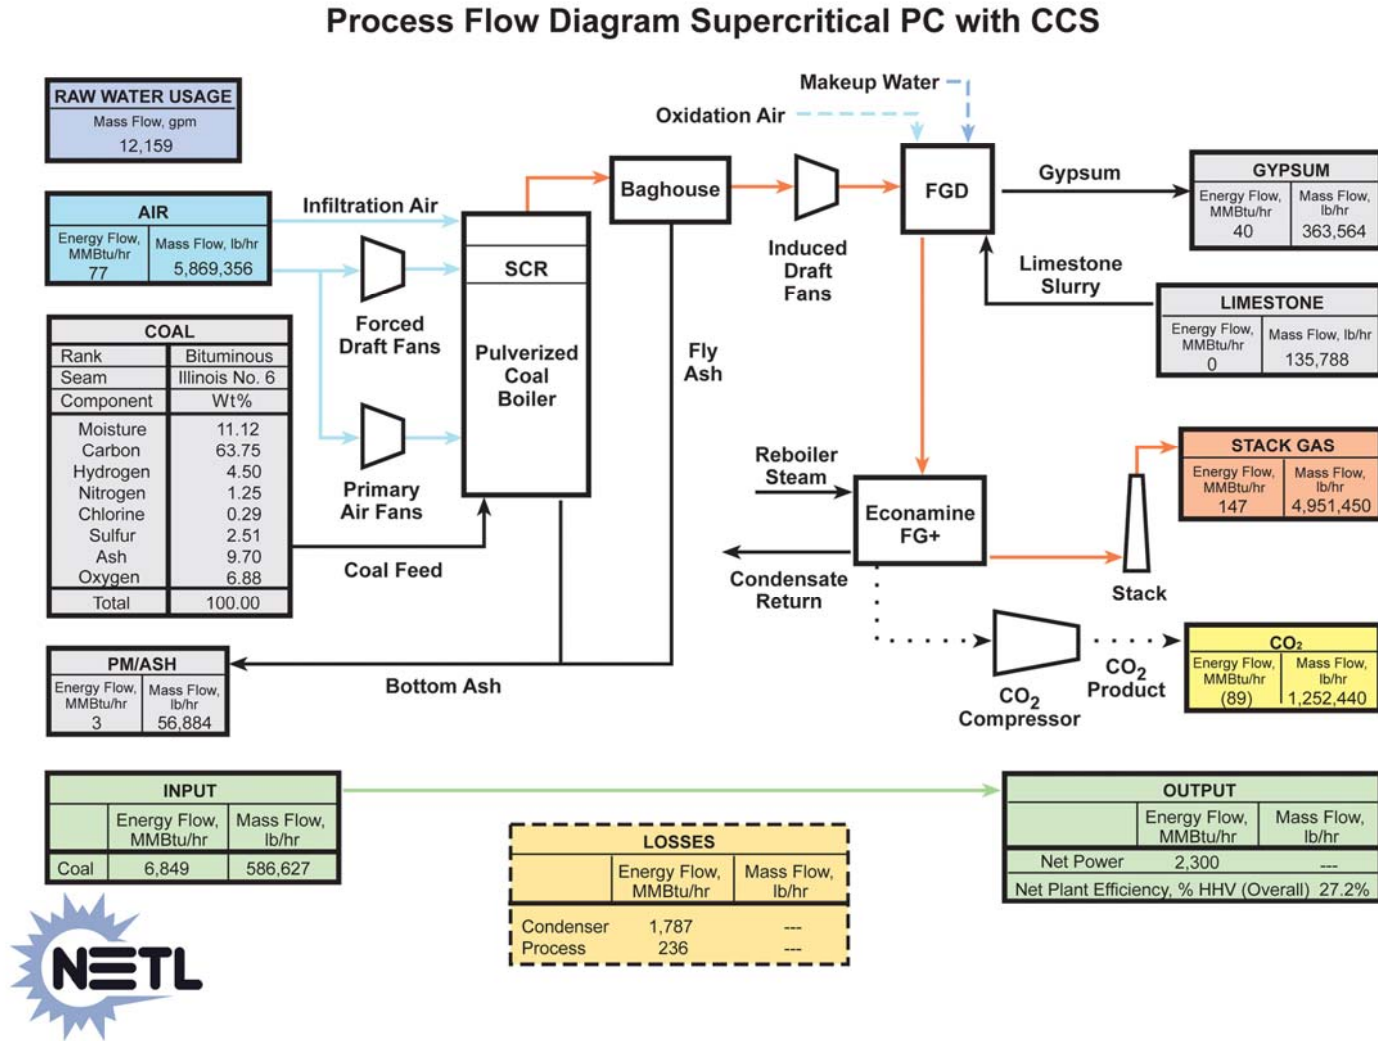 Process Flow Diagram Supercritical PC with CCS
RAW WATER USAGE
Mass Flow, gpm
12,159
AIR
Energy Flow,
MMBtu/hr
77
Mass Flow, lb/hr
5,869,356
Infiltration Air
Forced
Draft Fans
Primary
Air Fans
SCR
Pulverized
Coal
Boiler
Coal Feed
COAL
Rank Bituminous
Seam Illinois No. 6
Component Wt%
Moisture 11.12
Carbon 63.75
Hydrogen 4.50
Nitrogen 1.25
Chlorine 0.29
Sulfur 2.51
Ash 9.70
Oxygen 6.88
Total 100.00
PM/ASH
Energy Flow,
MMBtu/hr
3
Mass Flow,
lb/hr
56,884
Bottom Ash
Fly
Ash
Baghouse
Induced
Draft
Fans
Makeup Water
Oxidation Air
FGD
Gypsum
GYPSUM
Energy Flow,
MMBtu/hr
40
Mass Flow,
lb/hr
363,564
Limestone
Slurry
LIMESTONE
Energy Flow,
MMBtu/hr
0
Mass Flow, lb/hr
135,788
Reboiler
Steam
Econamine
FG+
Condensate
Return
Stack
STACK GAS
Energy Flow,
MMBtu/hr
147
Mass Flow,
lb/hr
4,951,450
CO2
Compressor
CO2
Product
CO2
Energy Flow,
MMBtu/hr
(89)
Mass Flow,
lb/hr
1,252,440
INPUT
Energy Flow,
MMBtu/hr
Mass Flow,
lb/hr
Coal 6,849 586,627
LOSSES
Energy Flow,
MMBtu/hr
Mass Flow,
lb/hr
Condenser 1,787 ---
Process 236 ---
OUTPUT
Energy Flow,
MMBtu/hr
Mass Flow,
lb/hr
Net Power 2,300 ---
Net Plant Efficiency, % HHV (Overall) 27.2%
NETL